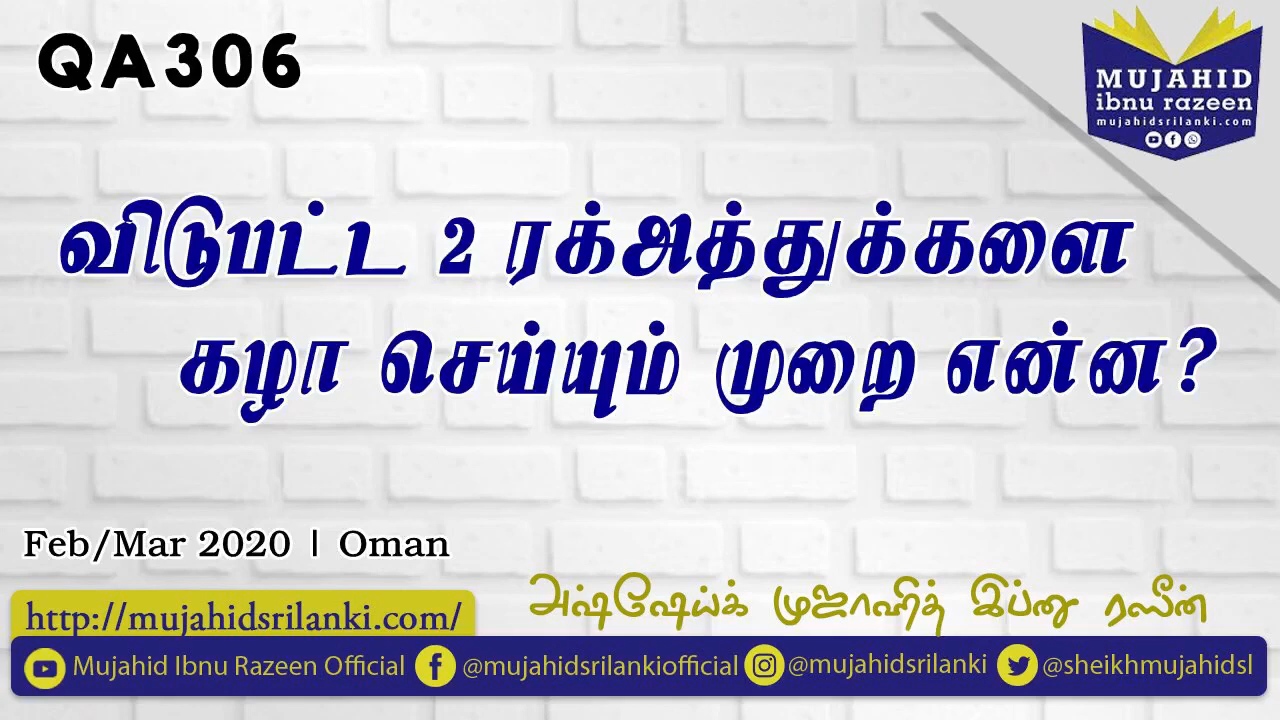 QA306
MUJAHID
ibnu razeen
mujahidsrilanki.com
விடுபட்ட 2 ரக்அத்துக்களை
கழா செய்யும் முறை என்ன?
Feb/Mar 2020 | Oman
அஷ்ஷேய்க் முஜாஹித் இப்னு ரஸீன்
http://mujahidsrilanki.com/
Mujahid Ibnu Razeen Official @mujahidsrilankiofficial @mujahidsrilanki @sheikhmujahidsl